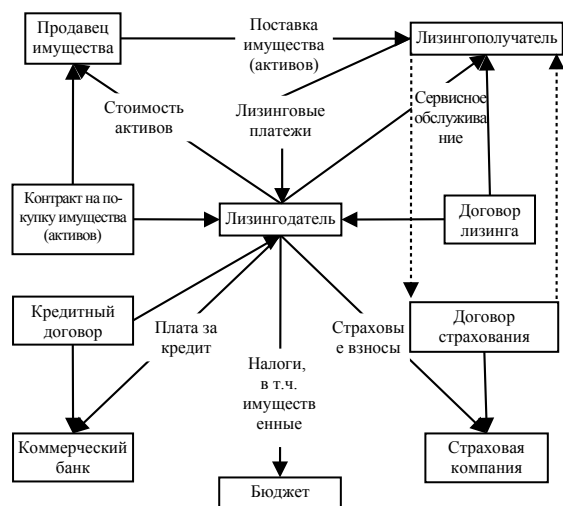 Продавец
имущества
Поставка
имущества
(активов)
Лизингополучатель
Стоимость
активов
Лизинговые
платежи
Сервисное
обслужива
ние
Контракт на по-
купку имущества
(активов)
Лизингодатель
Договор
лизинга
Кредитный
договор
Плата за
кредит
Налоги,
в т.ч.
имуществ
енные
Страховы
е взносы
Договор
страхования
Коммерческий
банк
Бюджет
Страховая
компания